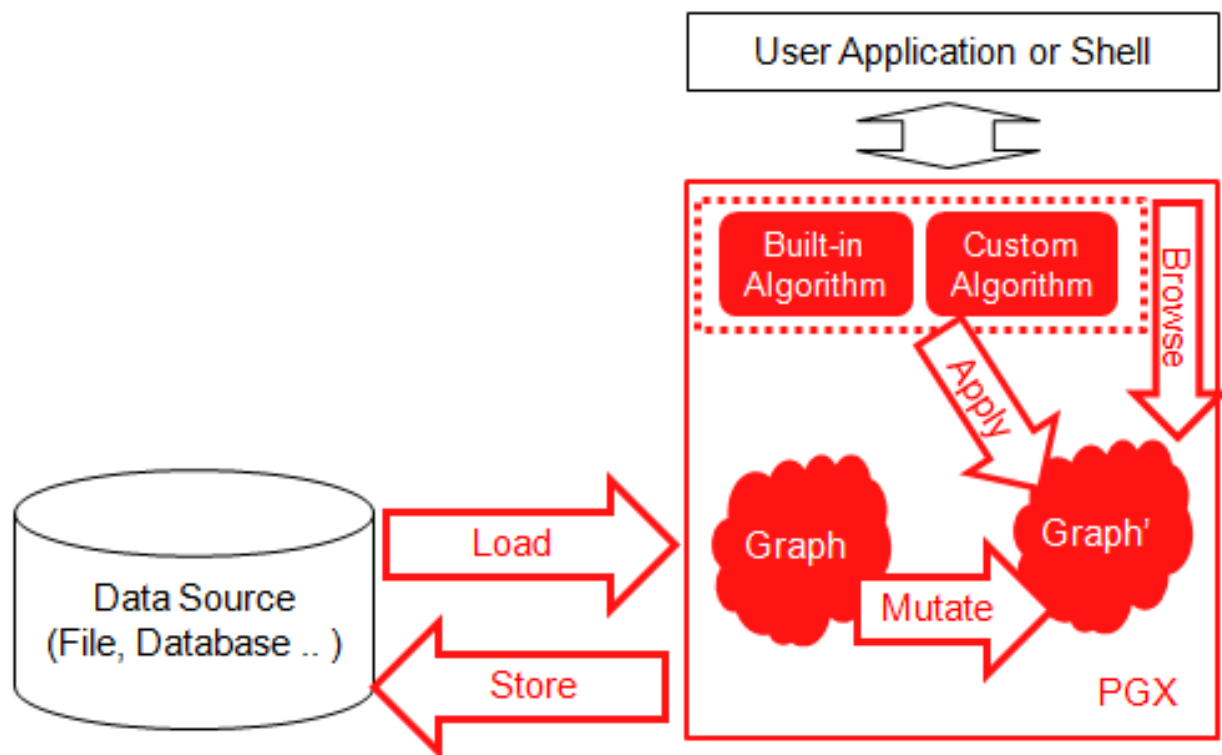 User Application or Shell
Built-in
Algorithm
Custom
Algorithm
Browse
Apply
Load
Graph
Graph'
Data Source
(File, Database .. )
Mutate
Store
PGX